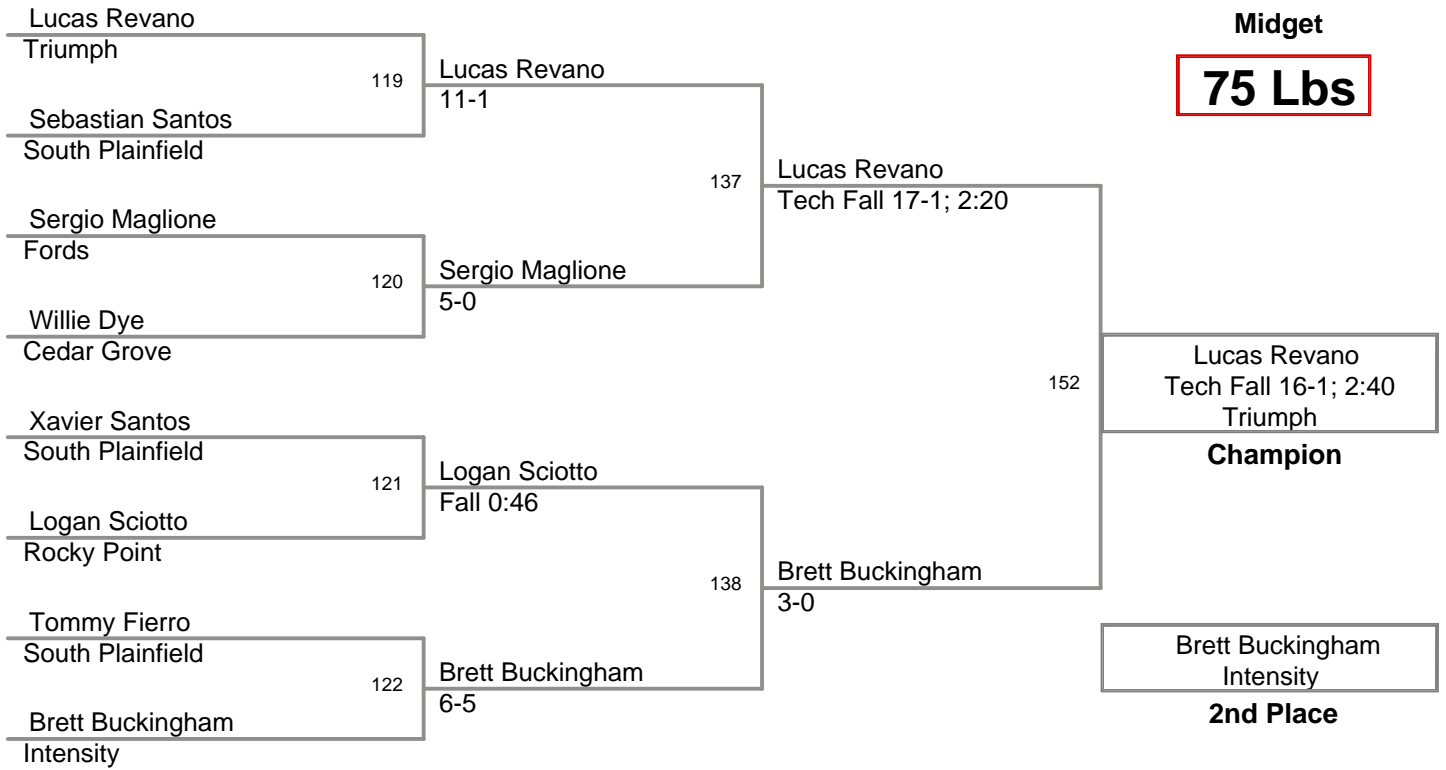 Lucas Revano
Triumph
Midget
75 Lbs
119
Lucas Revano
11-1
Sebastian Santos
South Plainfield
137
Lucas Revano
Tech Fall 17-1; 2:20
Sergio Maglione
Fords
120
Sergio Maglione
5-0
Willie Dye
Cedar Grove
152
Lucas Revano
Tech Fall 16-1; 2:40
Triumph
Champion
Xavier Santos
South Plainfield
121
Logan Sciotto
Fall 0:46
Logan Sciotto
Rocky Point
138
Brett Buckingham
3-0
Tommy Fierro
South Plainfield
122
Brett Buckingham
6-5
Brett Buckingham
Intensity
2nd Place
Brett Buckingham
Intensity